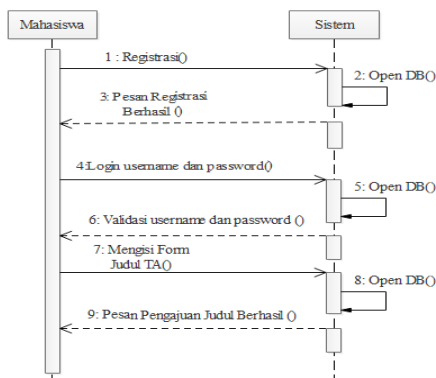 Mahasiswa
Sistem
1 : Registrasi()
2: Open DB()
3: Pesan Registrasi
Berhasil ()
4:Login username dan password()
5: Open DB()
6: Validasi username dan password ()
7: Mengisi Form
Judul TA()
8: Open DB()
9: Pesan Pengajuan Judul Berhasil ()